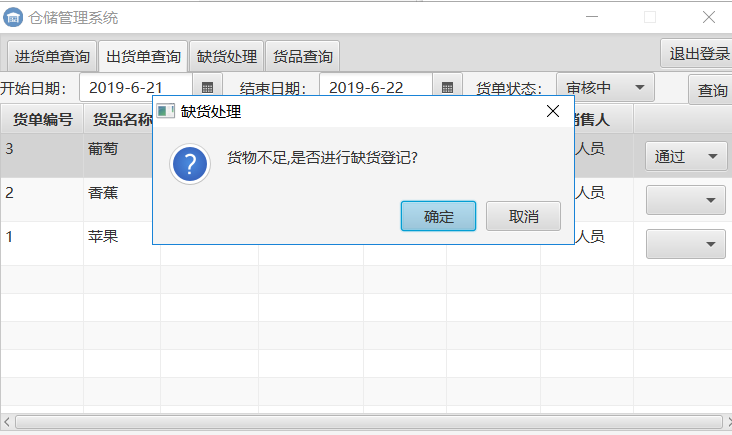 仓储管理系统
进货单查询 出货单查询 缺货处理 货品查询 退出登录
开始日期： 2019-6-21 结束日期： 2019-6-22 货单状态： 审核中 查询
货单编号 货品名称 销售人
缺货处理
货物不足,是否进行缺货登记?
确定 取消
3 葡萄 人员 通过
2 香蕉 人员
1 苹果 人员